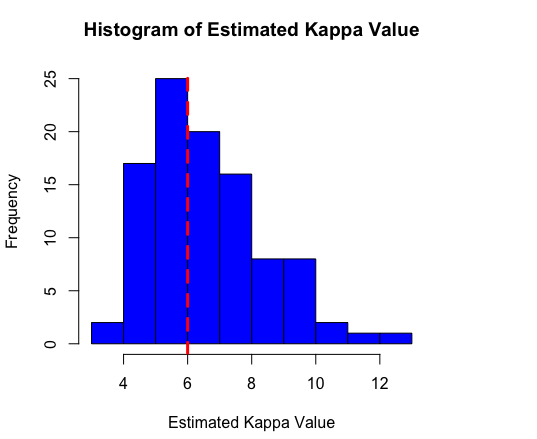 Histogram of Estimated Kappa Value
Frequency
25
20
15
10
5
0
4 6 8 10 12
Estimated Kappa Value